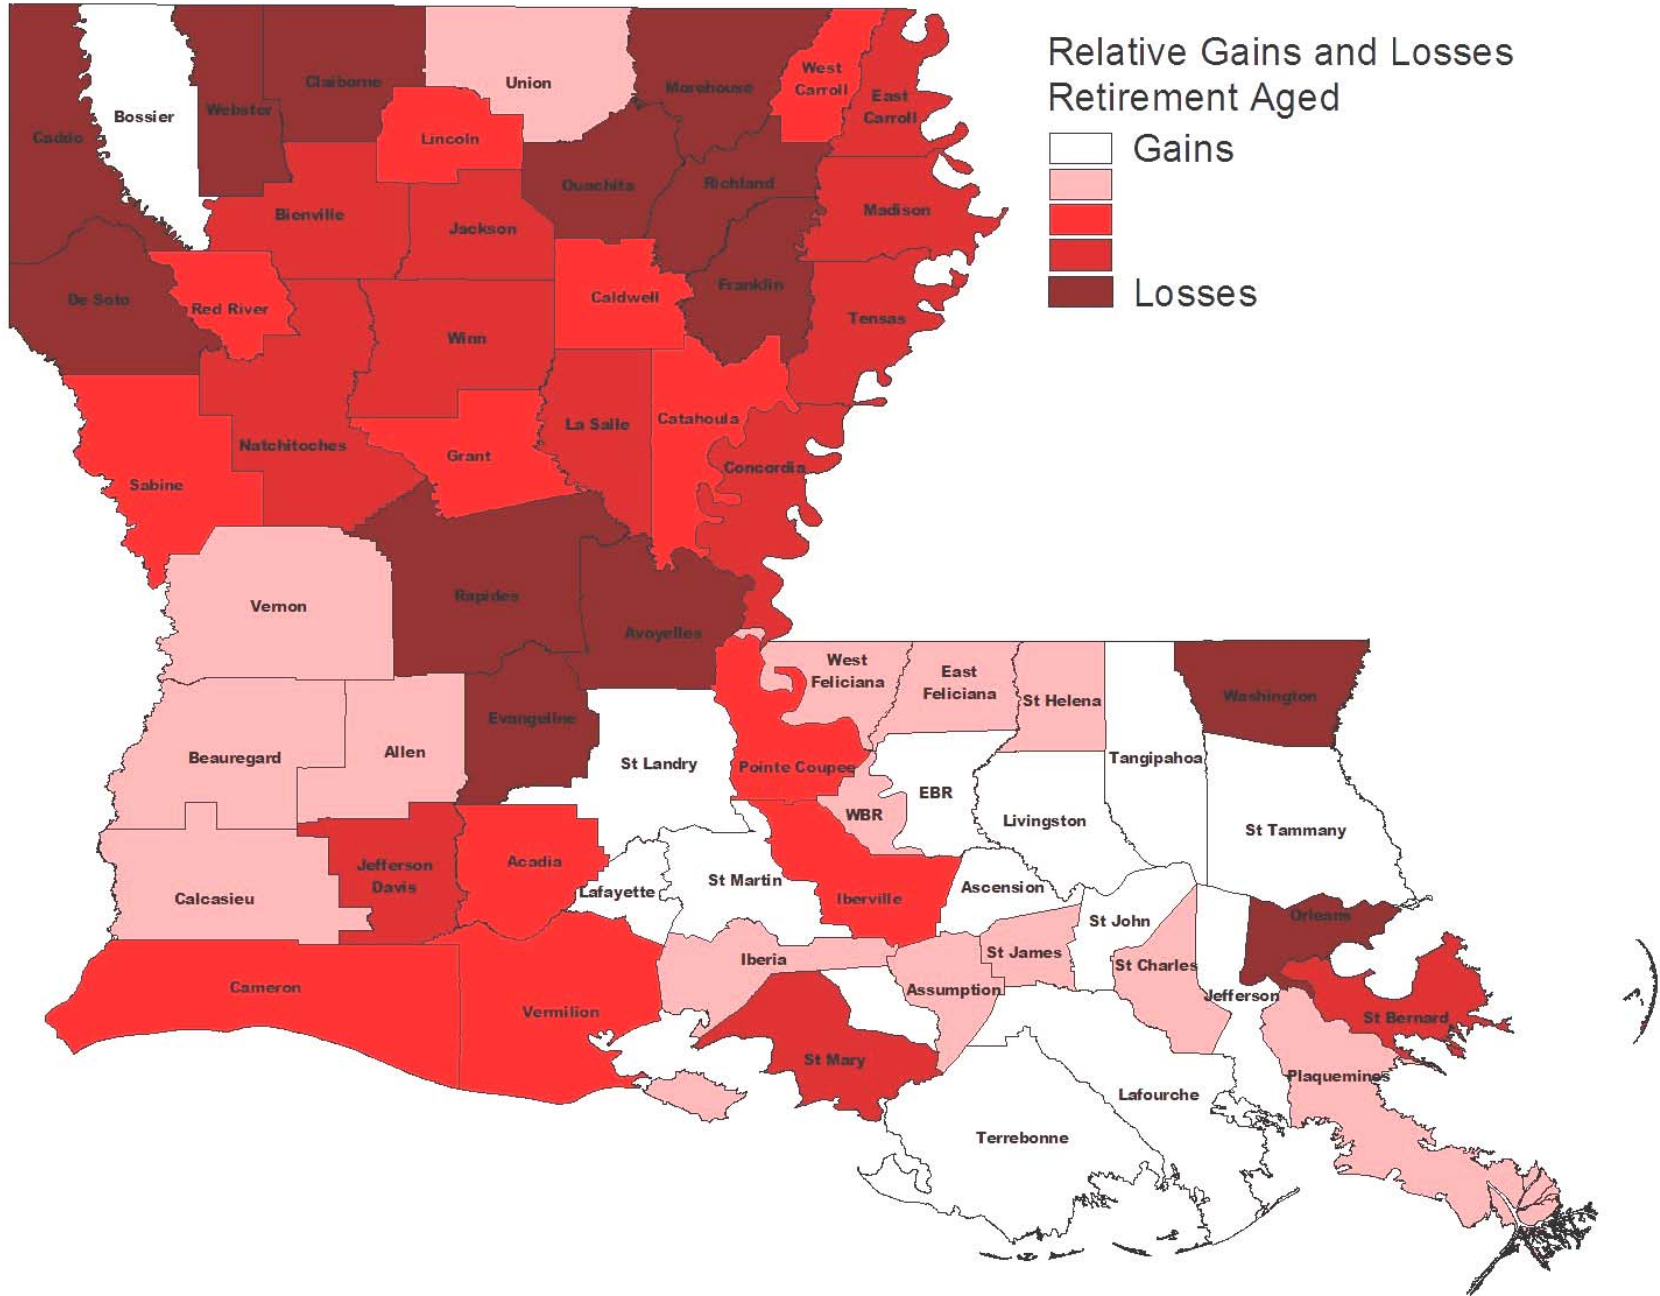 Relative Gains and Losses
Retirement Aged
Gains
Losses
Caddo
Bossier
Webster
Claiborne
Union
Morehouse
West
Carroll
East
Carroll
Lincoln
Ouachita
Richland
Madison
Bienville
Jackson
De Soto
Red River
Winn
Caldwell
Franklin
Tensas
Sabine
Natchitoches
Grant
La Salle
Catahoula
Concordia
Vernon
Rapides
Avoyelles
Beauregard
Allen
Evangeline
St Landry
Pointe Coupee
West
Feliciana
East
Feliciana
St Helena
Tangipahoa
Washington
WBR
EBR
Livingston
St Tammany
Calcasieu
Jefferson
Davis
Acadia
Lafayette
St Martin
Iberville
Ascension
St John
Orleans
Cameron
Vermilion
Iberia
Assumption
St James
St Charles
Jefferson
St Bernard
St Mary
Plaquemines
Lafourche
Terrebonne